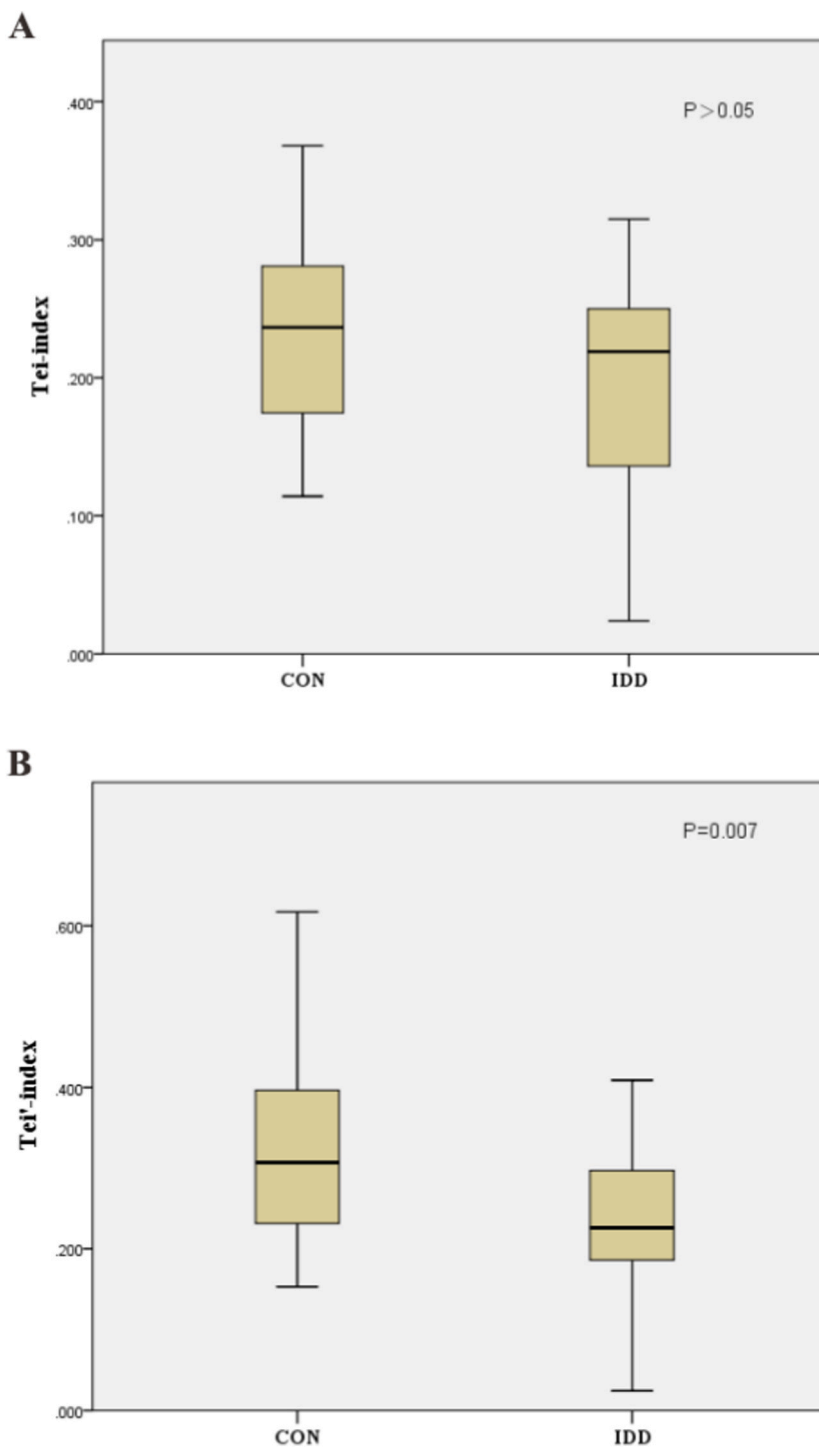 A
P>0.05
.400
.300
.200
.100
.000
Tei-index
CON IDD
B
P=0.007
.600
.400
.200
.000
Tei'-index
CON IDD